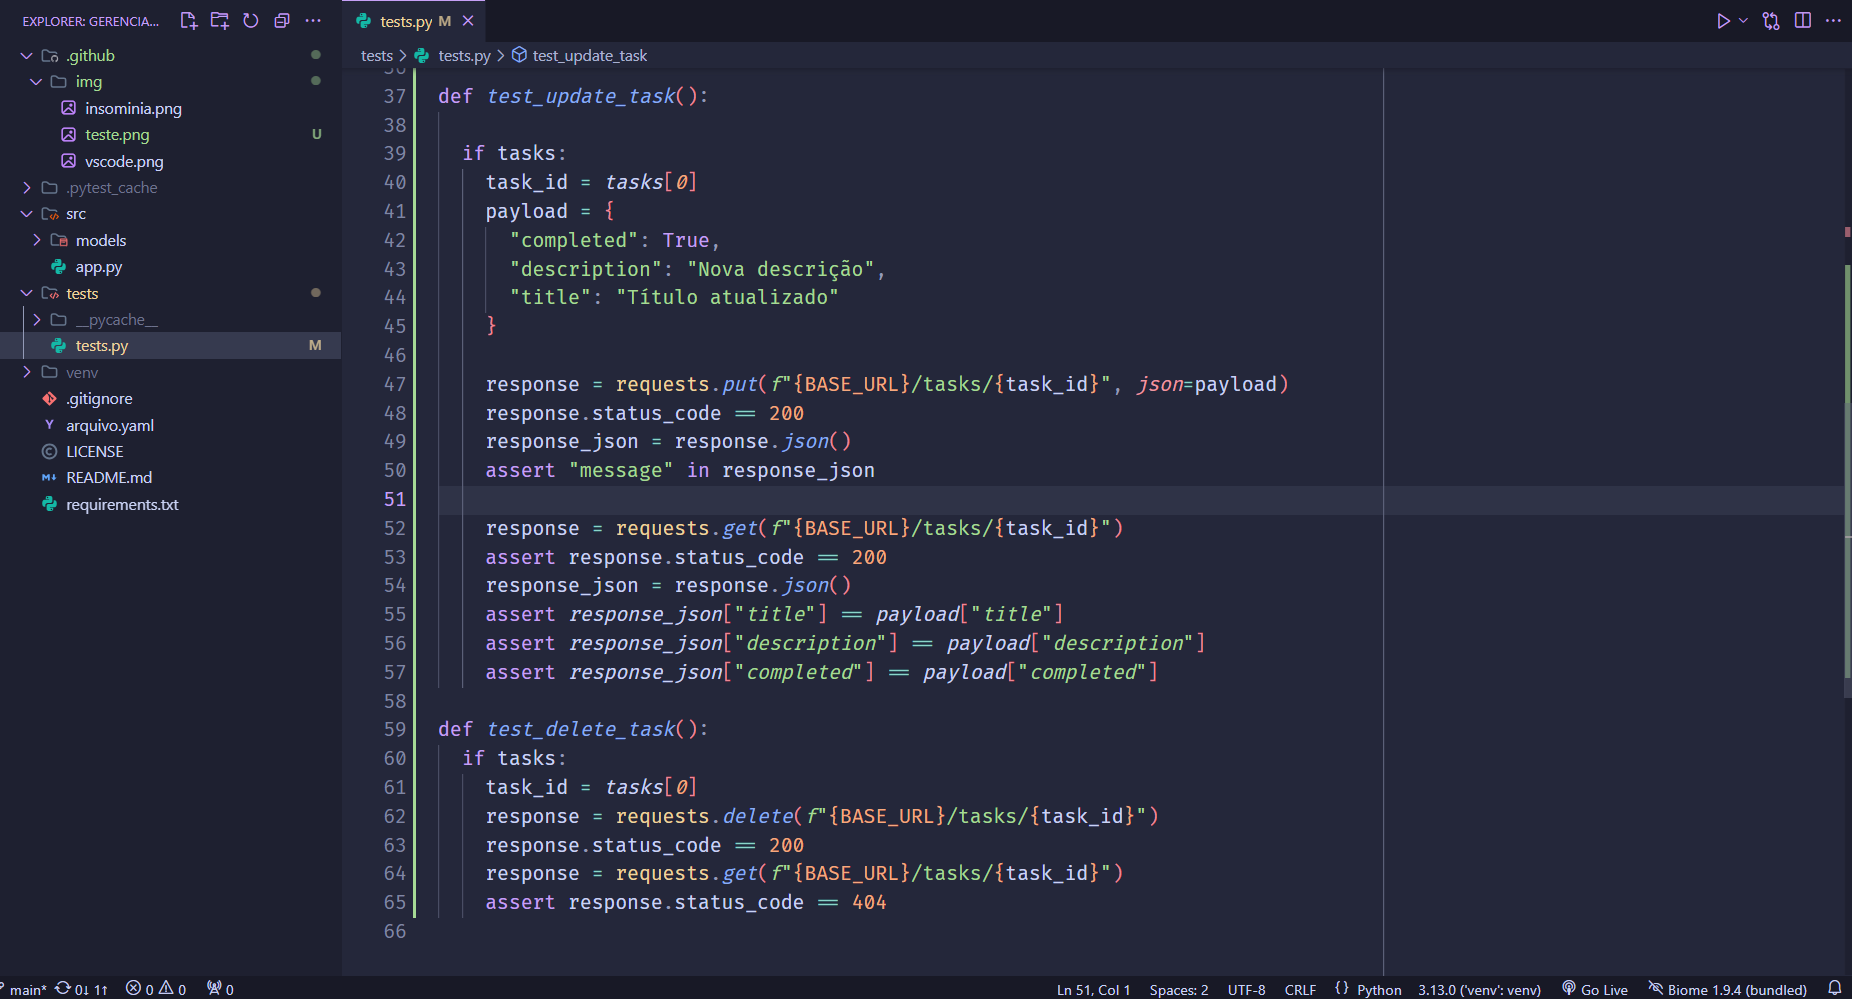 EXPLORER: GERENCIA...
.github
img
insominia.png
teste.png U
vscode.png
.pytest_cache
src
models
app.py
tests
__pycache__
tests.py M
venv
.gitignore
arquivo.yaml
LICENSE
README.md
requirements.txt
tests.py M
tests > tests.py > test_update_task
36
37 def test_update_task():
38
39 if tasks:
40 task_id = tasks[0]
41 payload = {
42 "completed": True,
43 "description": "Nova descrição",
44 "title": "Título atualizado"
45 }
46
47 response = requests.put(f"{BASE_URL}/tasks/{task_id}", json=payload)
48 response.status_code == 200
49 response_json = response.json()
50 assert "message" in response_json
51
52 response = requests.get(f"{BASE_URL}/tasks/{task_id}")
53 assert response.status_code == 200
54 response_json = response.json()
55 assert response_json["title"] == payload["title"]
56 assert response_json["description"] == payload["description"]
57 assert response_json["completed"] == payload["completed"]
58
59 def test_delete_task():
60 if tasks:
61 task_id = tasks[0]
62 response = requests.delete(f"{BASE_URL}/tasks/{task_id}")
63 response.status_code == 200
64 response = requests.get(f"{BASE_URL}/tasks/{task_id}")
65 assert response.status_code == 404
66
main* 0↓ 1↑ 0 0 0 Ln 51, Col 1 Spaces: 2 UTF-8 CRLF {} Python 3.13.0 ('venv': venv) Go Live Biome 1.9.4 (bundled)